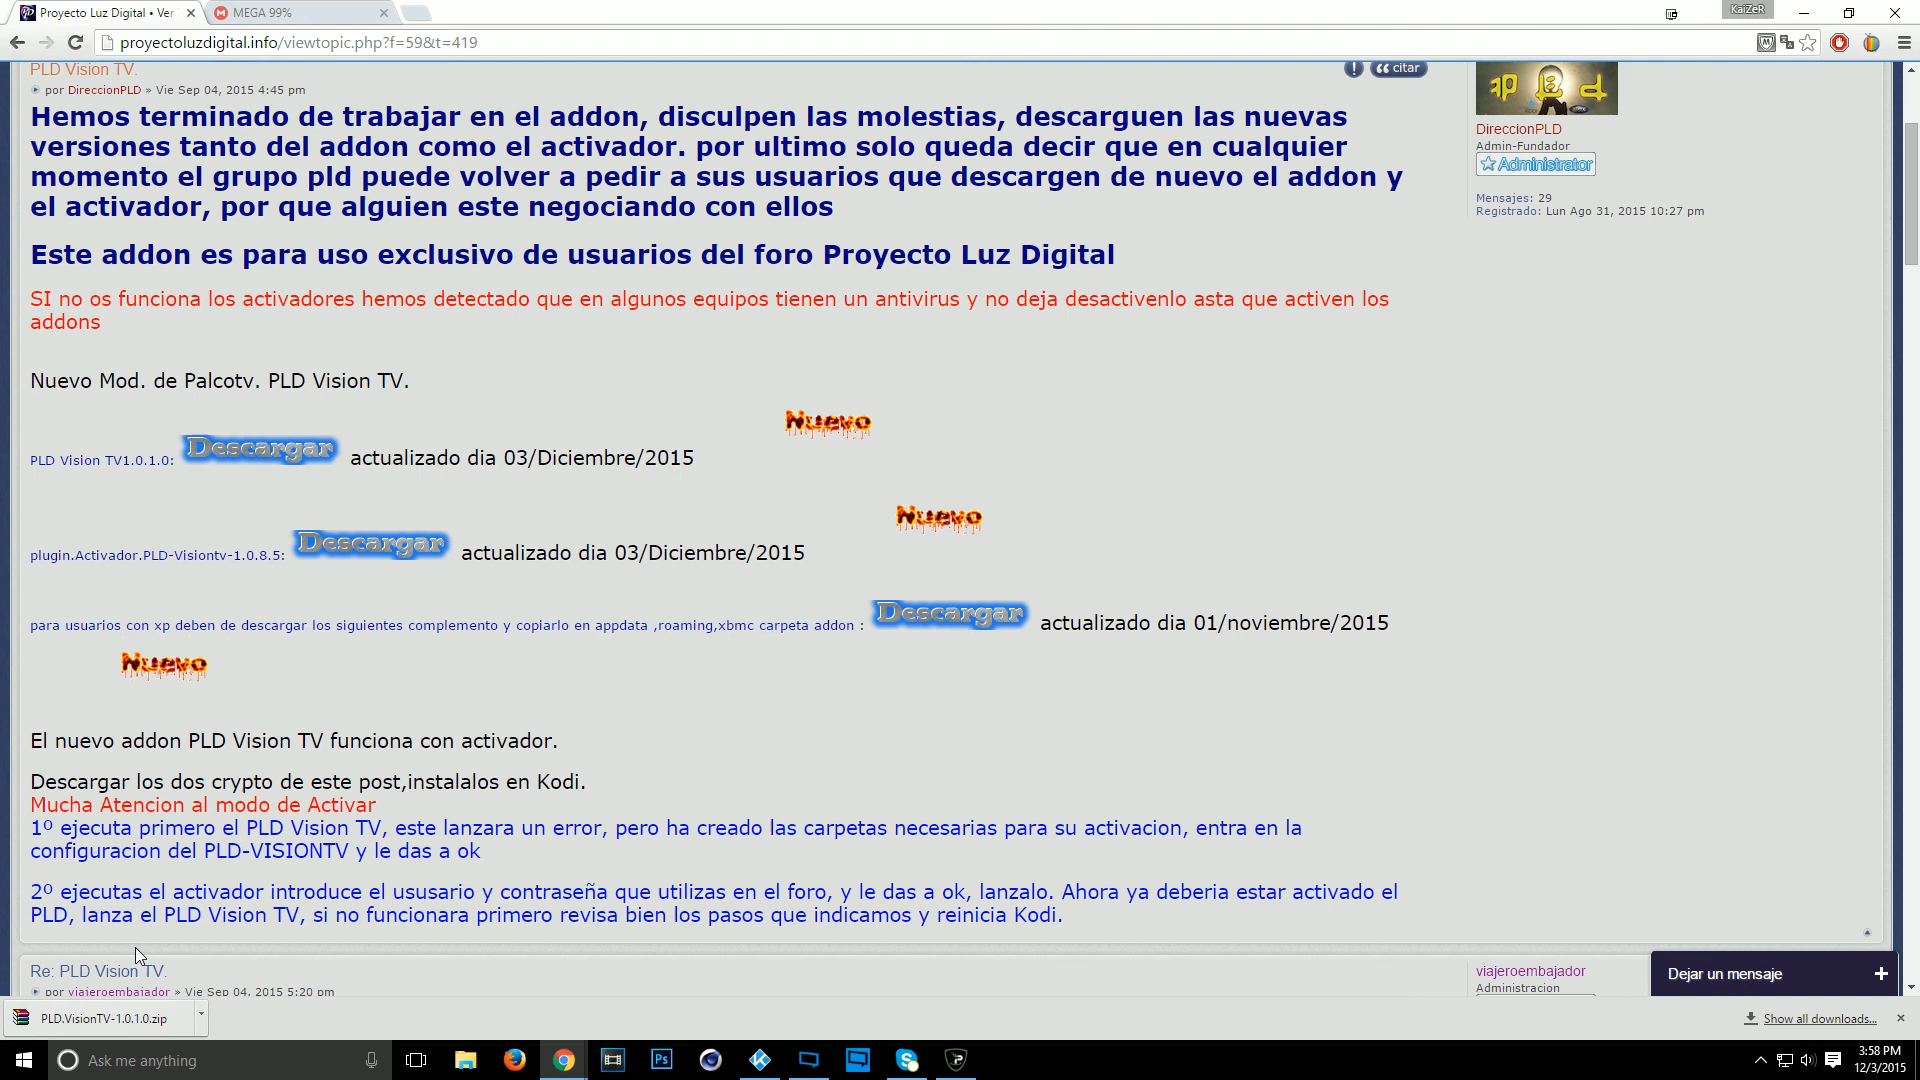 Proyecto Luz Digital • Ver
MEGA 99%
KaiZeR
proyectoluzdigital.info/viewtopic.php?f=59&t=419
PLD Vision TV.
citar
por DireccionPLD » Vie Sep 04, 2015 4:45 pm
Hemos terminado de trabajar en el addon, disculpen las molestias, descarguen las nuevas
versiones tanto del addon como el activador. por ultimo solo queda decir que en cualquier
momento el grupo pld puede volver a pedir a sus usuarios que descargen de nuevo el addon y
el activador, por que alguien este negociando con ellos
Este addon es para uso exclusivo de usuarios del foro Proyecto Luz Digital
SI no os funciona los activadores hemos detectado que en algunos equipos tienen un antivirus y no deja desactivenlo asta que activen los
addons
Nuevo Mod. de Palcotv. PLD Vision TV.
Nuevo
PLD Vision TV1.0.1.0: Descargar actualizado dia 03/Diciembre/2015
Nuevo
plugin.Activador.PLD-Visiontv-1.0.8.5: Descargar actualizado dia 03/Diciembre/2015
para usuarios con xp deben de descargar los siguientes complemento y copiarlo en appdata ,roaming,xbmc carpeta addon : Descargar actualizado dia 01/noviembre/2015
Nuevo
El nuevo addon PLD Vision TV funciona con activador.
Descargar los dos crypto de este post,instalalos en Kodi.
Mucha Atencion al modo de Activar
1º ejecuta primero el PLD Vision TV, este lanzara un error, pero ha creado las carpetas necesarias para su activacion, entra en la
configuracion del PLD-VISIONTV y le das a ok
2º ejecutas el activador introduce el ususario y contraseña que utilizas en el foro, y le das a ok, lanzalo. Ahora ya deberia estar activado el
PLD, lanza el PLD Vision TV, si no funcionara primero revisa bien los pasos que indicamos y reinicia Kodi.
PLD
DireccionPLD
Admin-Fundador
Administrator
Mensajes: 29
Registrado: Lun Ago 31, 2015 10:27 pm
Re: PLD Vision TV.
por viajeroembajador » Vie Sep 04, 2015 5:20 pm
viajeroembajador
Administracion
Dejar un mensaje +
PLD.VisionTV-1.0.1.0.zip
Show all downloads...
Ask me anything
Ps
3:58 PM
12/3/2015